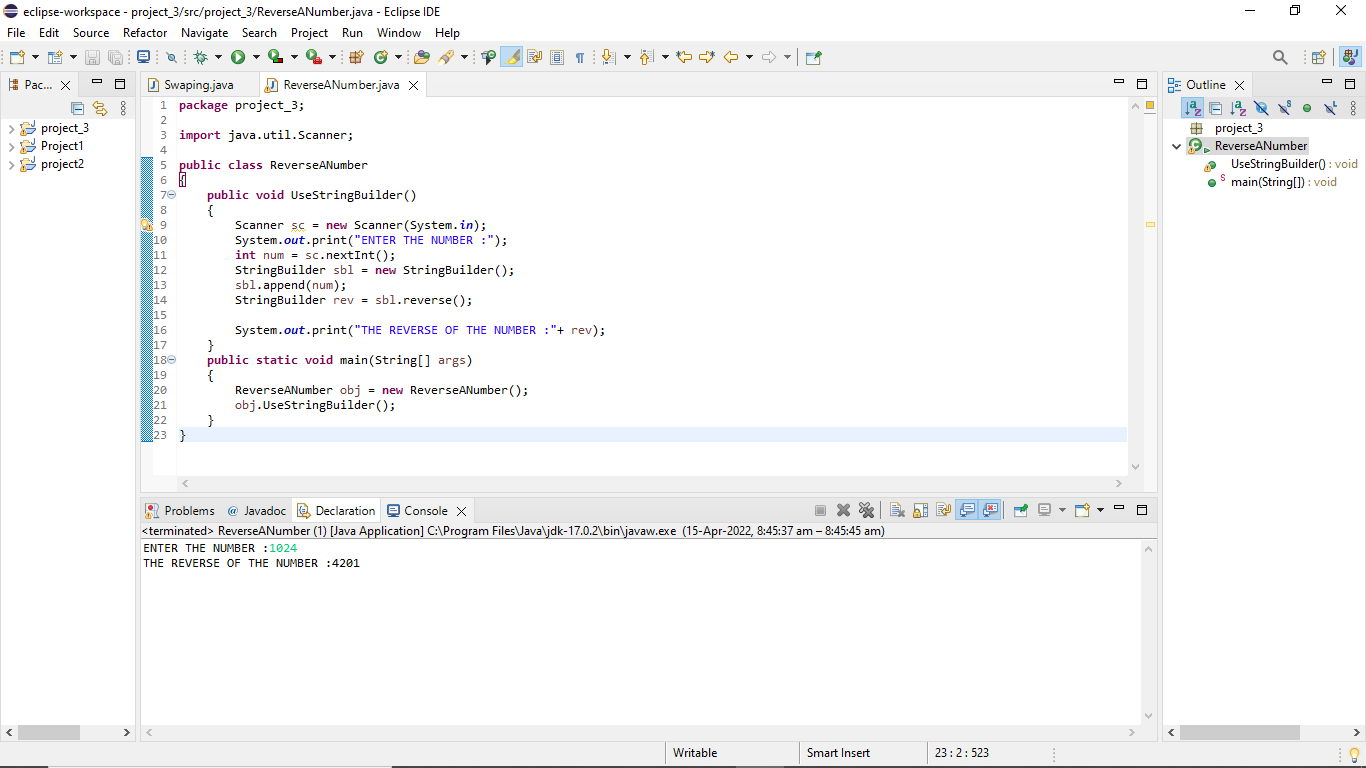 eclipse-workspace - project_3/src/project_3/ReverseANumber.java - Eclipse IDE
File Edit Source Refactor Navigate Search Project Run Window Help
Pac...
Swaping.java ReverseANumber.java
Outline
project_3
Project1
project2
1 package project_3;
2
3 import java.util.Scanner;
4
5 public class ReverseANumber
6 {
7 public void UseStringBuilder()
8 {
9 Scanner sc = new Scanner(System.in);
10 System.out.print("ENTER THE NUMBER :");
11 int num = sc.nextInt();
12 StringBuilder sbl = new StringBuilder();
13 sbl.append(num);
14 StringBuilder rev = sbl.reverse();
15
16 System.out.print("THE REVERSE OF THE NUMBER :"+ rev);
17 }
18 public static void main(String[] args)
19 {
20 ReverseANumber obj = new ReverseANumber();
21 obj.UseStringBuilder();
22 }
23 }
project_3
ReverseANumber
UseStringBuilder() : void
main(String[]) : void
Problems @ Javadoc Declaration Console
<terminated> ReverseANumber (1) [Java Application] C:\Program Files\Java\jdk-17.0.2\bin\javaw.exe (15-Apr-2022, 8:45:37 am – 8:45:45 am)
ENTER THE NUMBER :1024
THE REVERSE OF THE NUMBER :4201
Writable Smart Insert 23 : 2 : 523